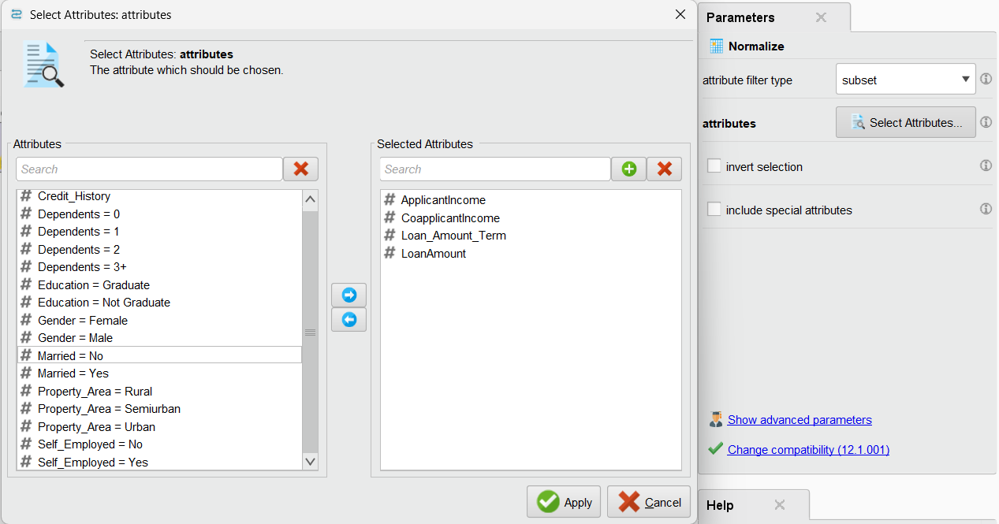 Select Attributes: attributes
Select Attributes: attributes
The attribute which should be chosen.
Attributes
Search
Credit_History
Dependents = 0
Dependents = 1
Dependents = 2
Dependents = 3+
Education = Graduate
Education = Not Graduate
Gender = Female
Gender = Male
Married = No
Married = Yes
Property_Area = Rural
Property_Area = Semiurban
Property_Area = Urban
Self_Employed = No
Self_Employed = Yes
Selected Attributes
Search
ApplicantIncome
CoapplicantIncome
Loan_Amount_Term
LoanAmount
Apply
Cancel
Parameters
Normalize
attribute filter type
subset
attributes
Select Attributes...
invert selection
include special attributes
Show advanced parameters
Change compatibility (12.1.001)
Help